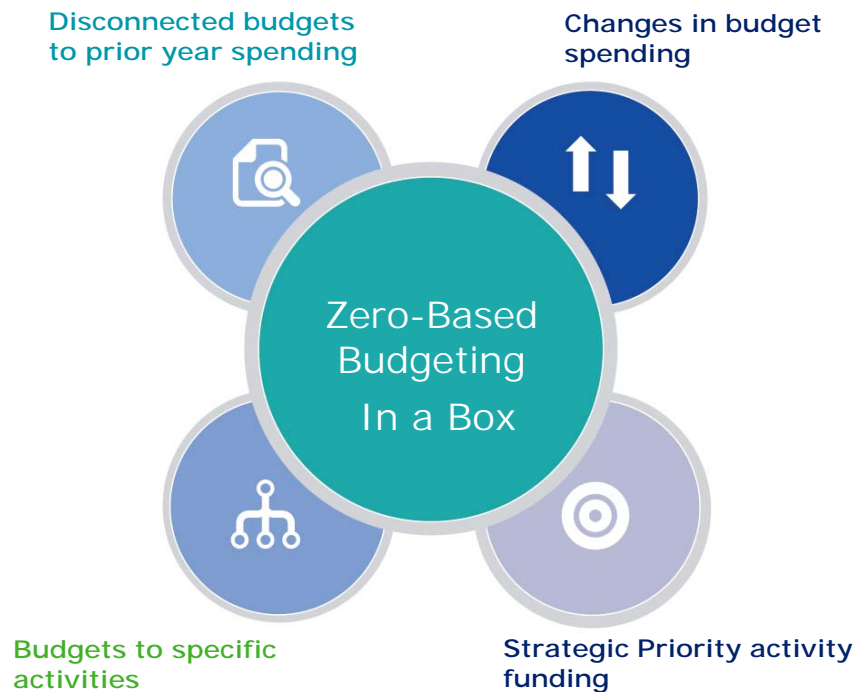 Disconnected budgets
to prior year spending
Changes in budget
spending
Zero-Based
Budgeting
In a Box
Budgets to specific
activities
Strategic Priority activity
funding